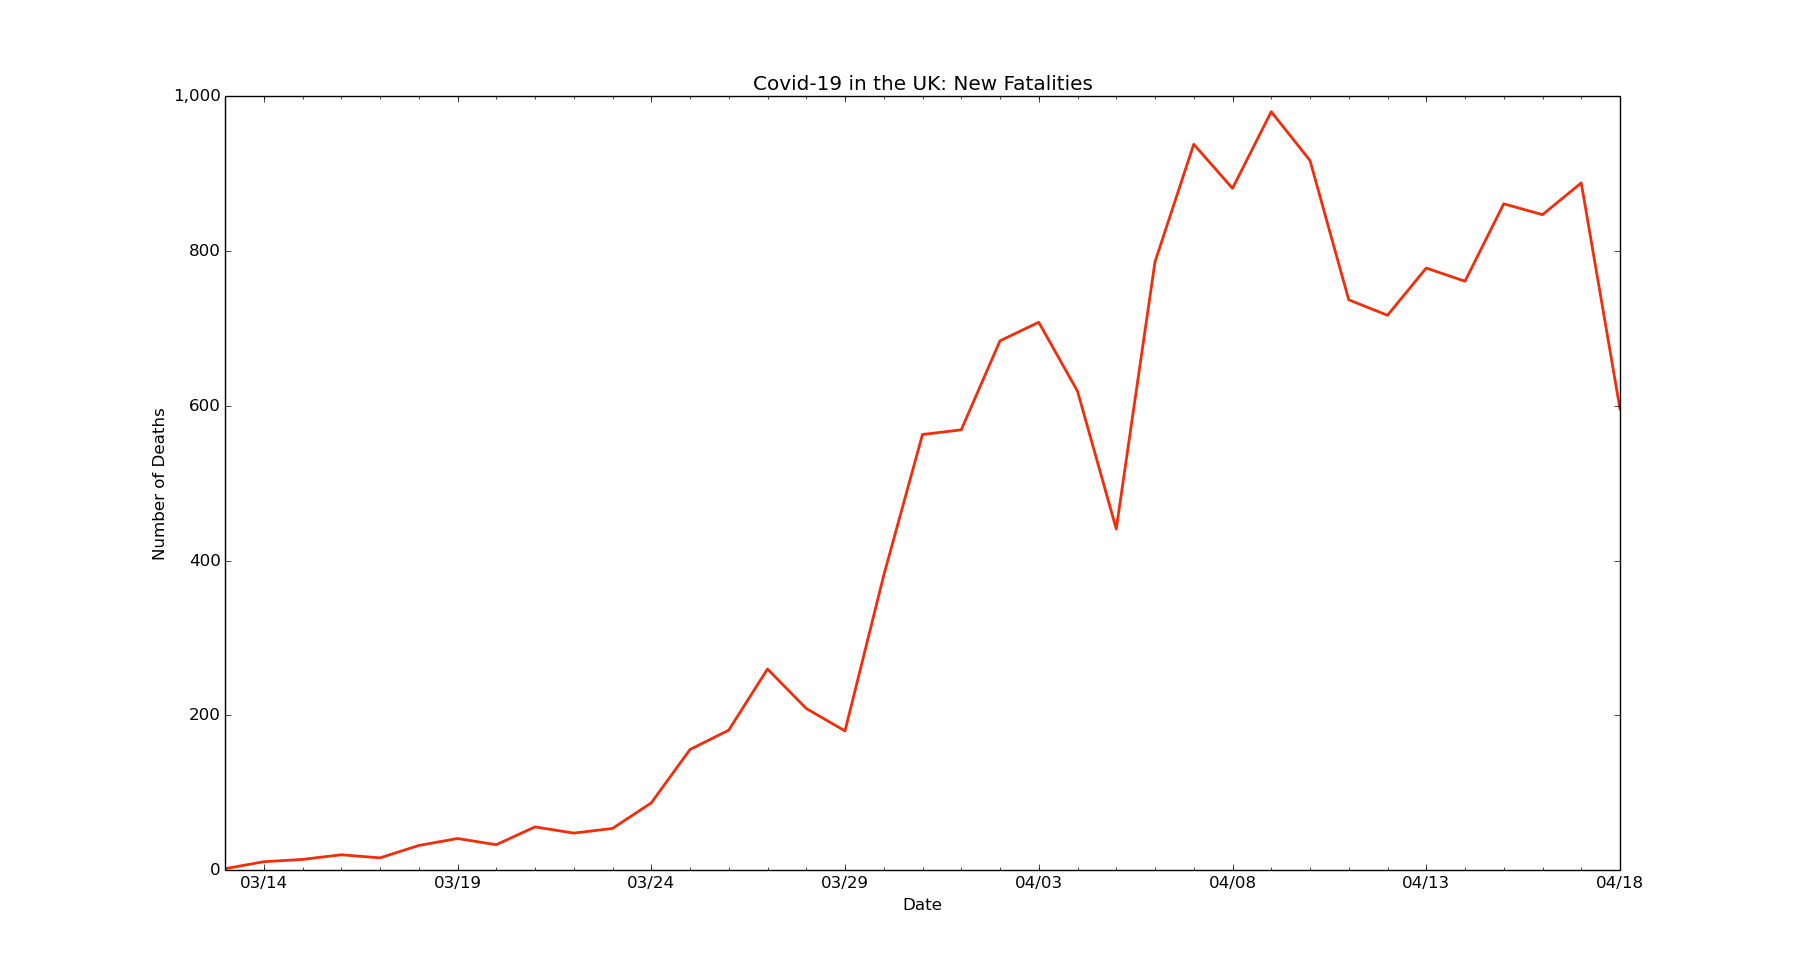 Covid-19 in the UK: New Fatalities
1,000
800
600
400
200
0
Number of Deaths
03/14 03/19 03/24 03/29 04/03 04/08 04/13 04/18
Date